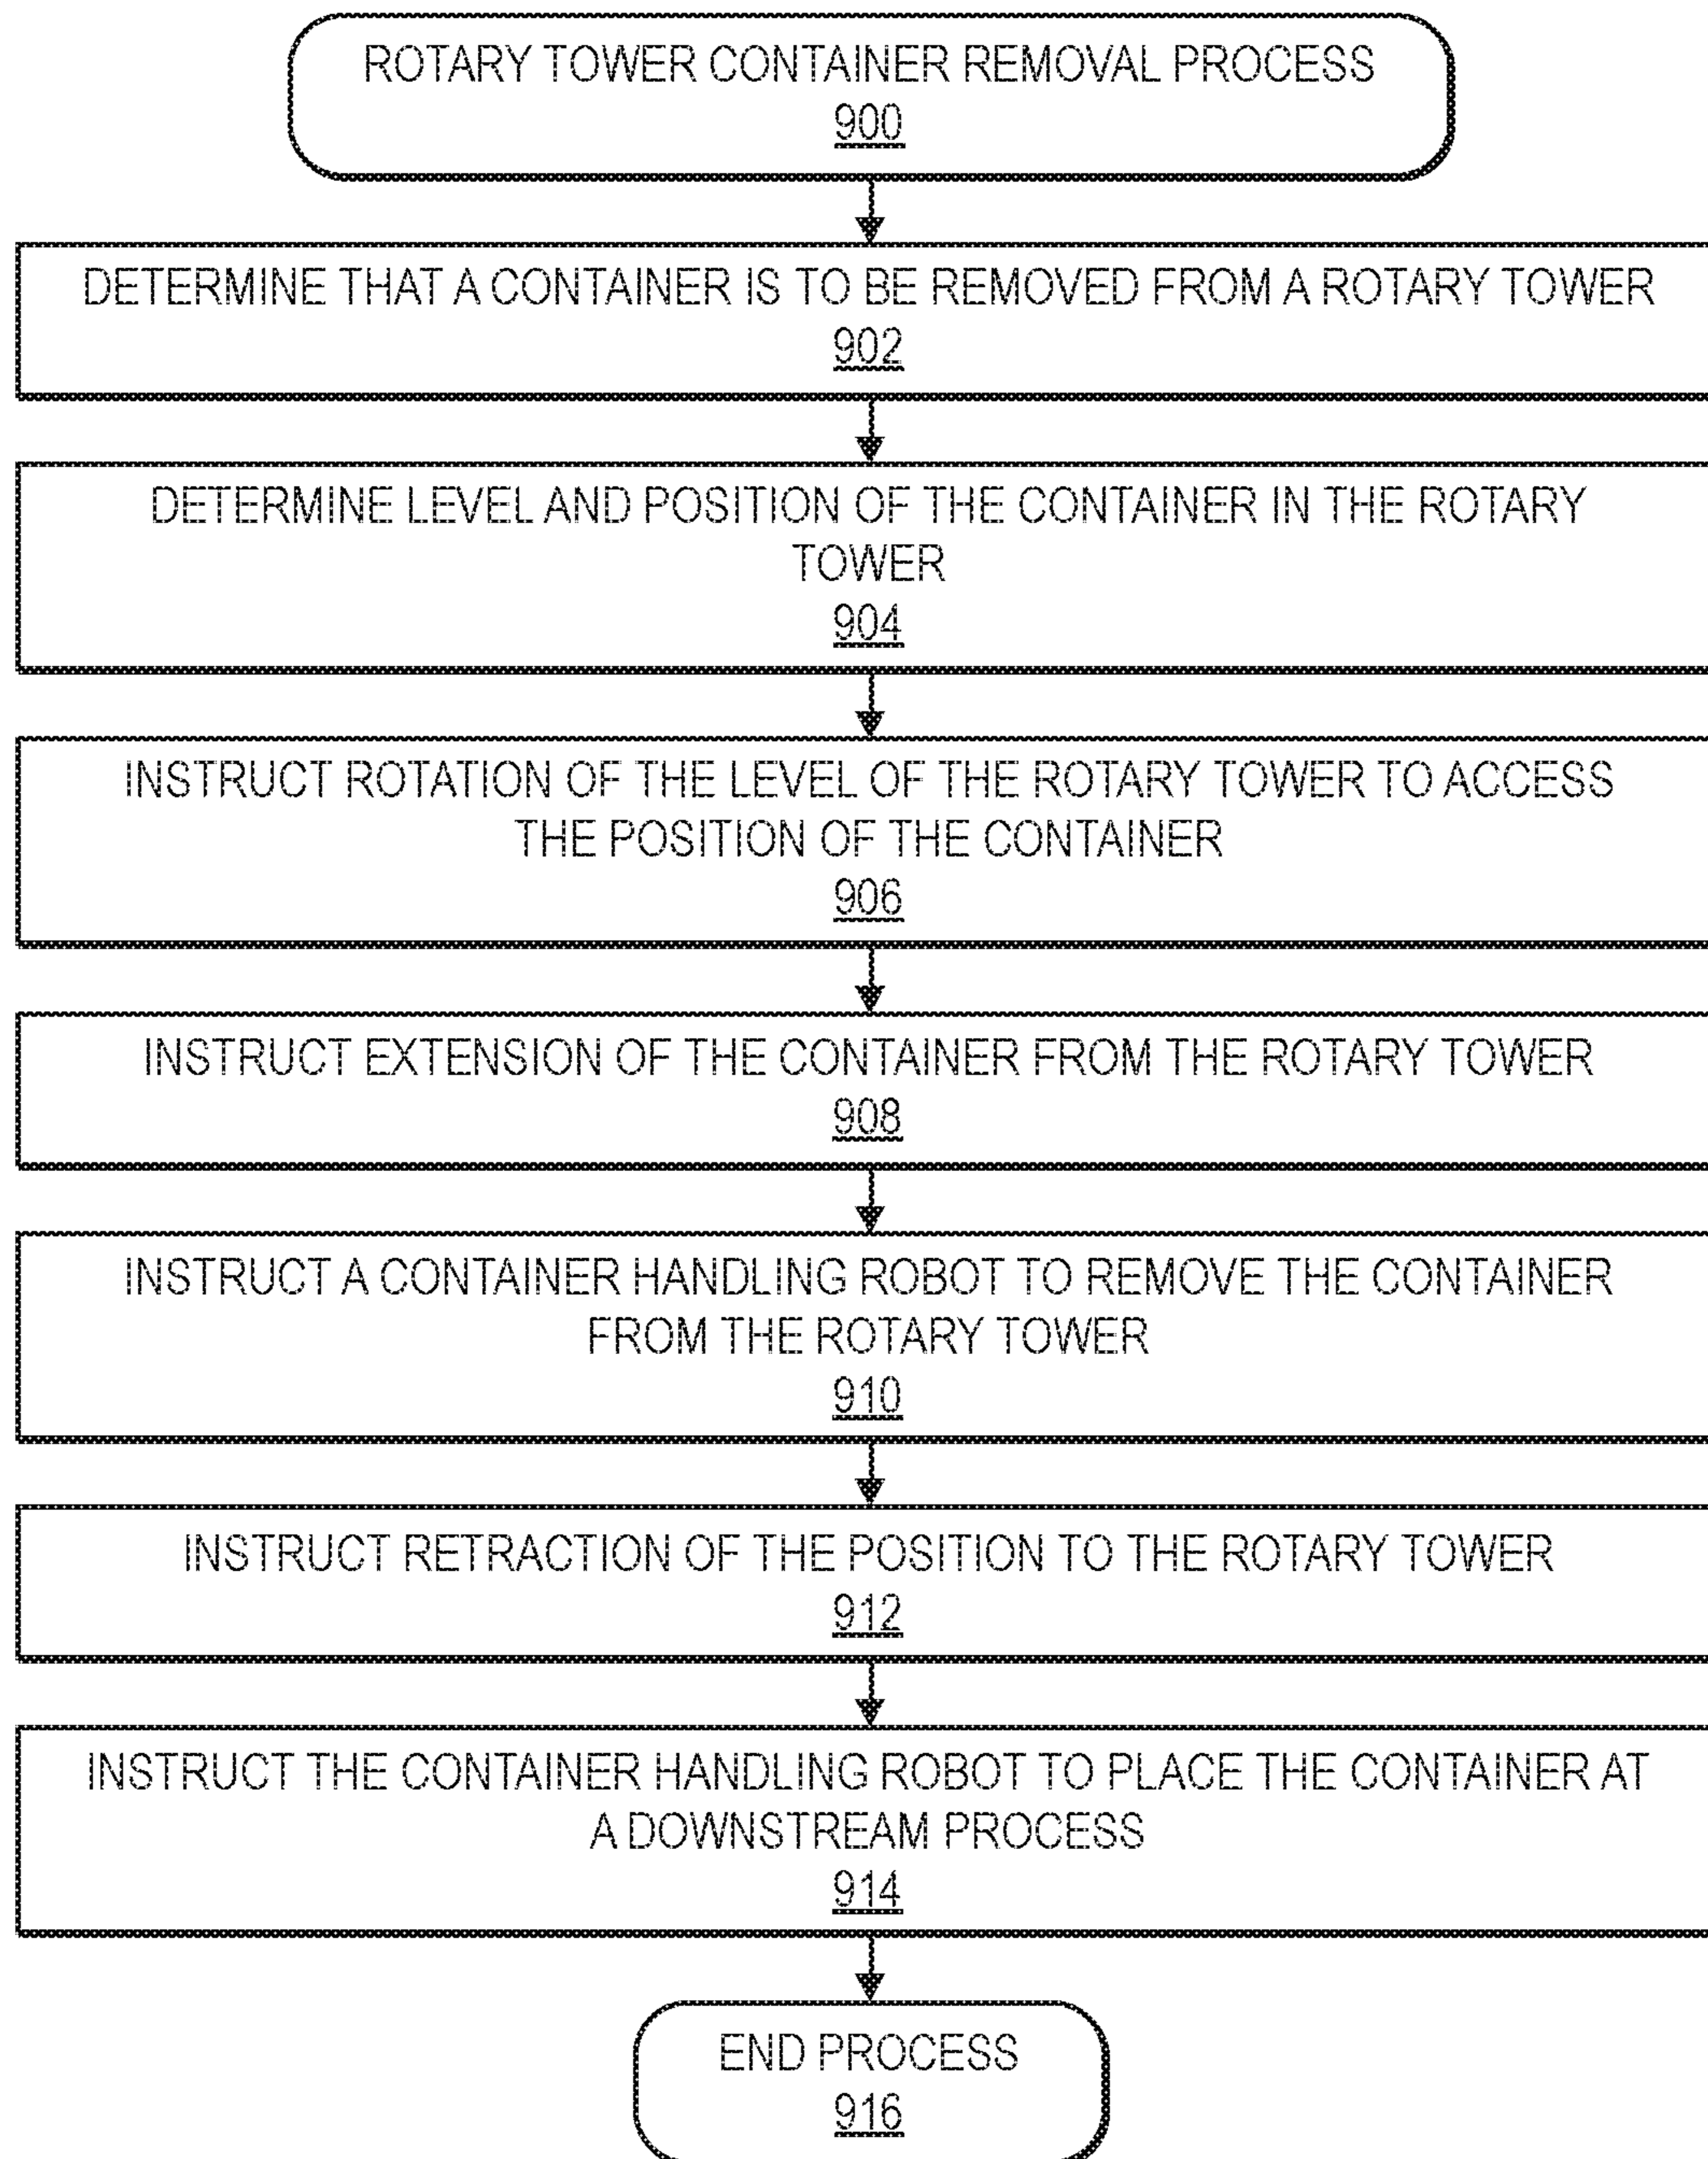 ROTARY TOWER CONTAINER REMOVAL PROCESS
900
DETERMINE THAT A CONTAINER IS TO BE REMOVED FROM A ROTARY TOWER
902
DETERMINE LEVEL AND POSITION OF THE CONTAINER IN THE ROTARY
TOWER
904
INSTRUCT ROTATION OF THE LEVEL OF THE ROTARY TOWER TO ACCESS
THE POSITION OF THE CONTAINER
906
INSTRUCT EXTENSION OF THE CONTAINER FROM THE ROTARY TOWER
908
INSTRUCT A CONTAINER HANDLING ROBOT TO REMOVE THE CONTAINER
FROM THE ROTARY TOWER
910
INSTRUCT RETRACTION OF THE POSITION TO THE ROTARY TOWER
912
INSTRUCT THE CONTAINER HANDLING ROBOT TO PLACE THE CONTAINER AT
A DOWNSTREAM PROCESS
914
END PROCESS
916